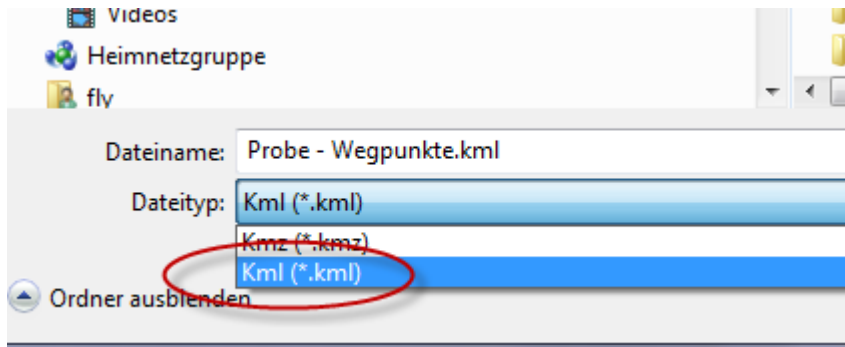 Videos
Heimnetzgruppe
fly
Dateiname: Probe - Wegpunkte.kml
Dateityp: Kml (*.kml)
Kmz (*.kmz)
Kml (*.kml)
Ordner ausblenden